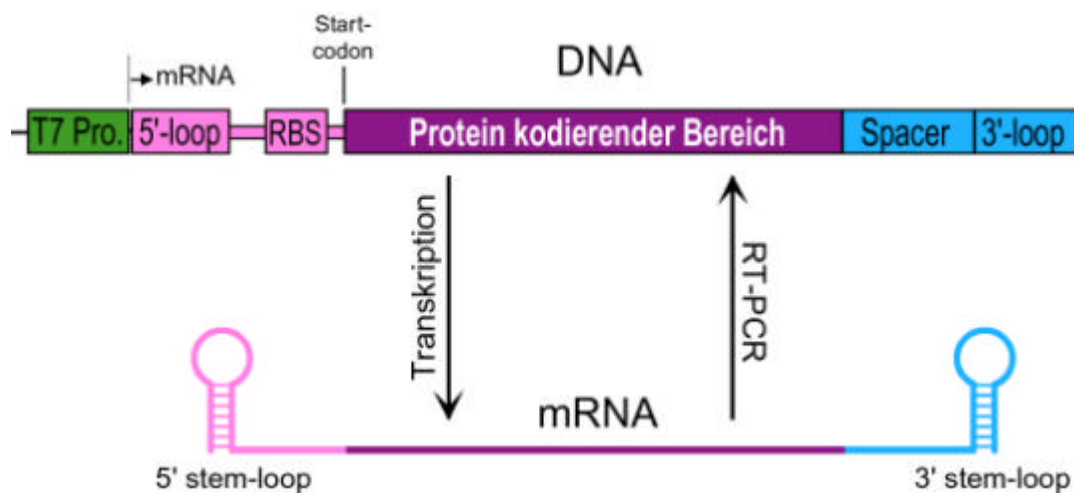 Start-
codon
DNA
mRNA
T7 Pro. 5'-loop RBS Protein kodierender Bereich Spacer 3'-loop
Transkription
RT-PCR
mRNA
5' stem-loop
3' stem-loop